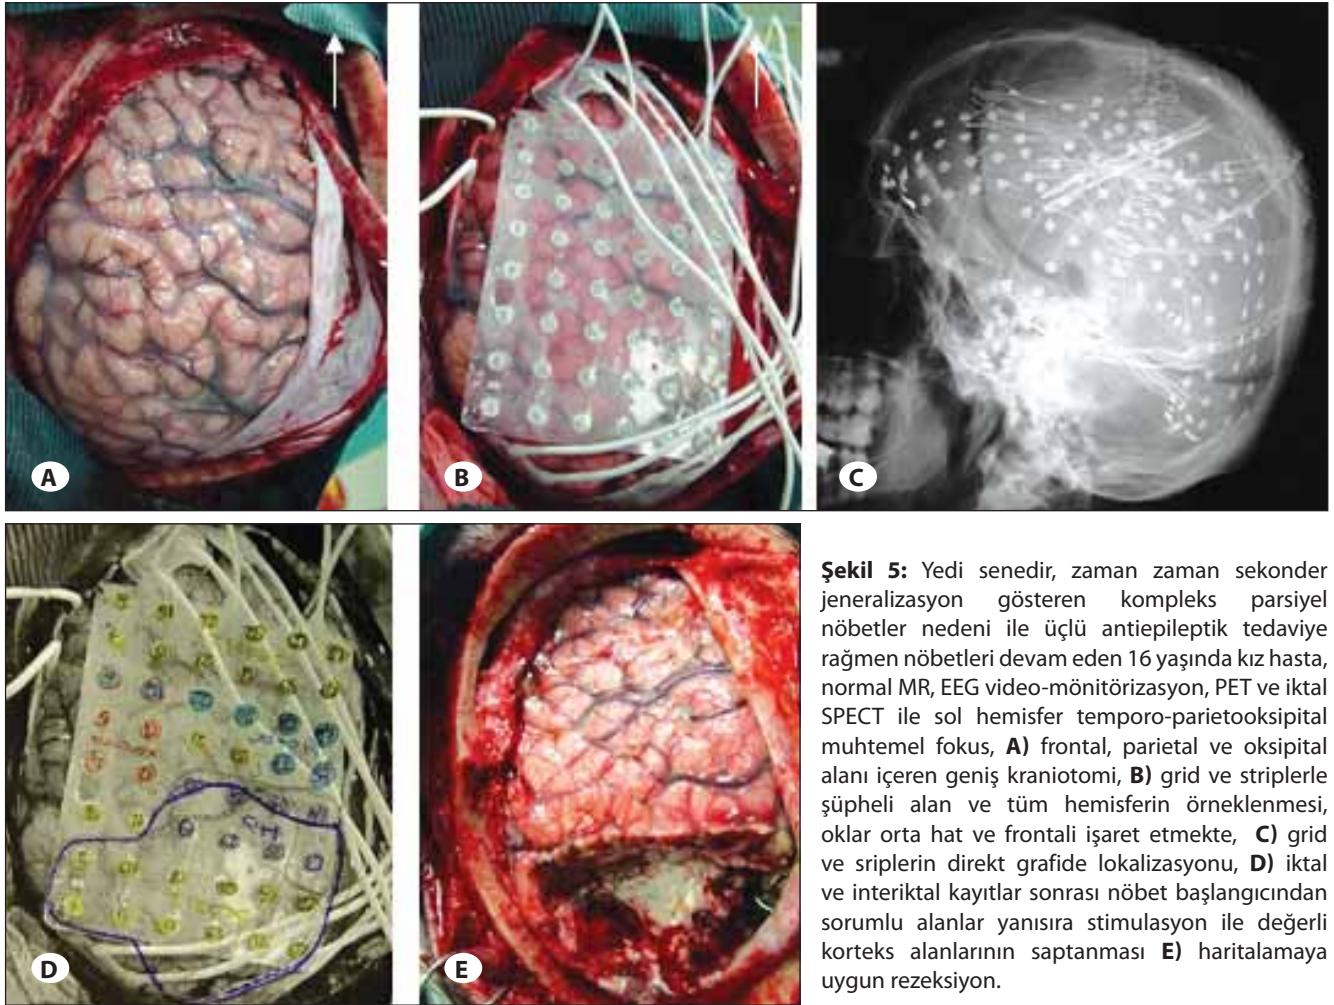 A
B
C
D
E
Şekil 5: Yedi senedir, zaman zaman sekonder
jeneralizasyon gösteren kompleks parsiyel
nöbetler nedeni ile üçlü antiepileptik tedaviye
rağmen nöbetleri devam eden 16 yaşında kız hasta,
normal MR, EEG video-mönitörizasyon, PET ve iktal
SPECT ile sol hemisfer temporo-parietooksipital
muhtemel fokus, A) frontal, parietal ve oksipital
alanı içeren geniş kraniotomi, B) grid ve striplerle
şüpheli alan ve tüm hemisferin örneklenmesi,
oklar orta hat ve frontali işaret etmekte, C) grid
ve sriplerin direkt grafide lokalizasyonu, D) iktal
ve interiktal kayıtlar sonrası nöbet başlangıcından
sorumlu alanlar yanısıra stimulasyon ile değerli
korteks alanlarının saptanması E) haritalamaya
uygun rezeksiyon.